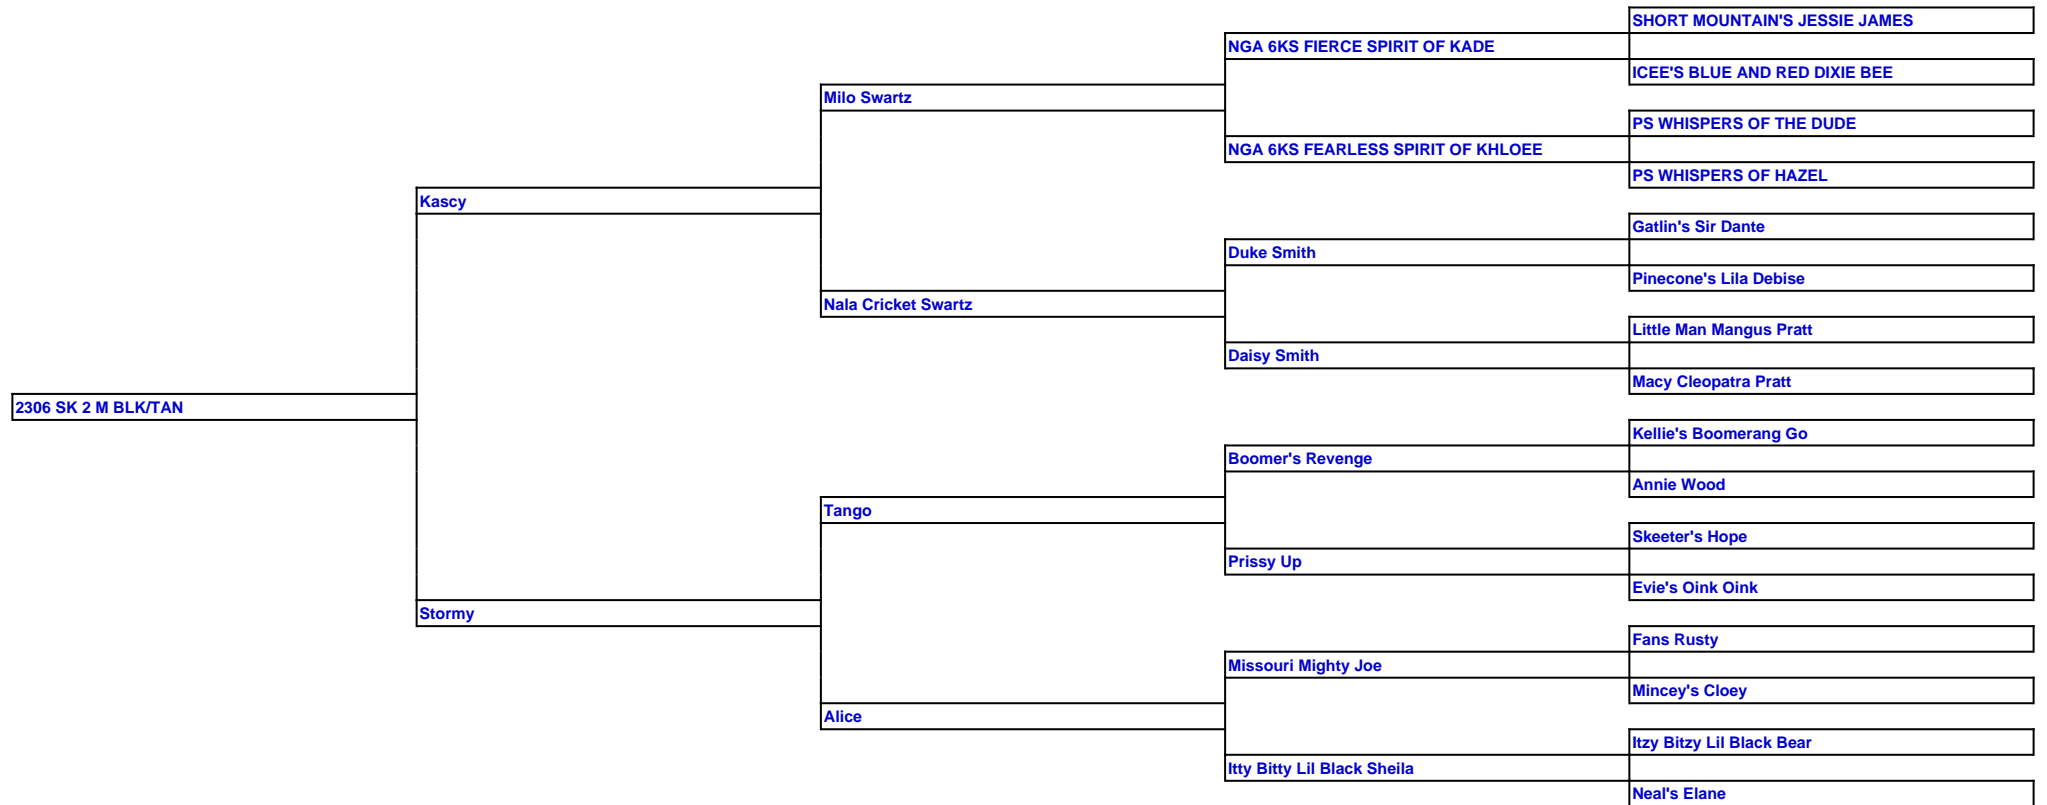 SHORT MOUNTAIN'S JESSIE JAMES
NGA 6KS FIERCE SPIRIT OF KADE
ICEE'S BLUE AND RED DIXIE BEE
Milo Swartz
PS WHISPERS OF THE DUDE
NGA 6KS FEARLESS SPIRIT OF KHLOEE
PS WHISPERS OF HAZEL
Kascy
Gatlin's Sir Dante
Duke Smith
Pinecone's Lila Debise
Nala Cricket Swartz
Little Man Mangus Pratt
Daisy Smith
Macy Cleopatra Pratt
2306 SK 2 M BLK/TAN
Kellie's Boomerang Go
Boomer's Revenge
Annie Wood
Tango
Skeeter's Hope
Prissy Up
Evie's Oink Oink
Stormy
Fans Rusty
Missouri Mighty Joe
Mincey's Cloey
Alice
Itzy Bitzy Lil Black Bear
Itty Bitty Lil Black Sheila
Neal's Elane